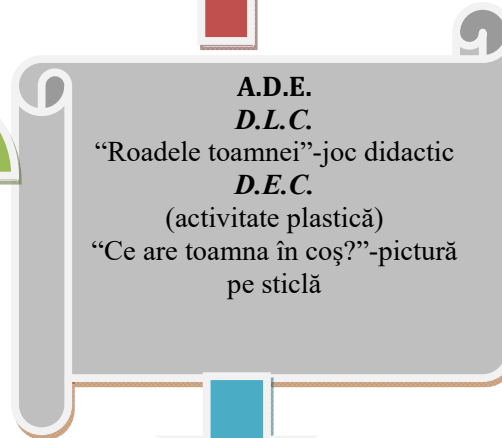 A.D.E.
D.L.C.
“Roadele toamnei”-joc didactic
D.E.C.
(activitate plastică)
“Ce are toamna în coş?”-pictură
pe sticlă